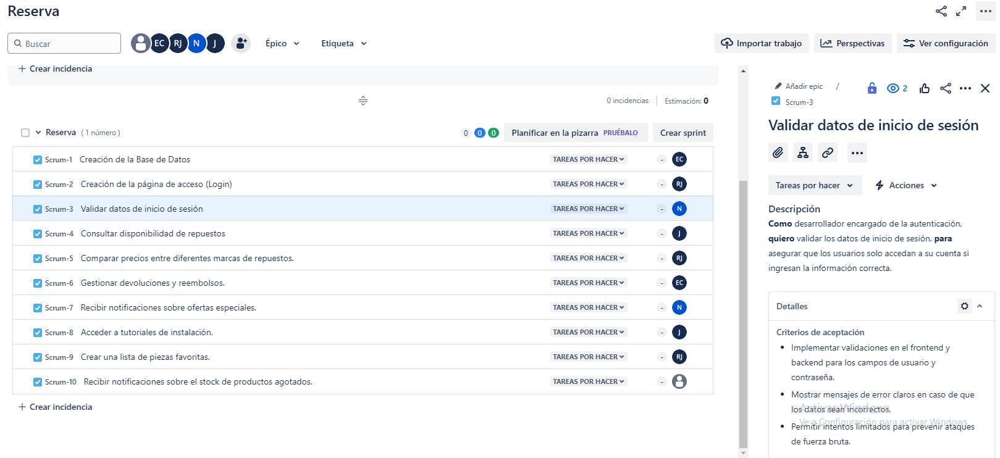 Reserva
Buscar
EC RJ N J
Épico
Etiqueta
Importar trabajo
Perspectivas
Ver configuración
+ Crear incidencia
0 incidencias
Estimación: 0
Reserva ( 1 número )
0 0 0
Planificar en la pizarra PRUÉBALO
Crear sprint
Scrum-1 Creación de la Base de Datos TAREAS POR HACER - EC
Scrum-2 Creación de la página de acceso (Login) TAREAS POR HACER - RJ
Scrum-3 Validar datos de inicio de sesión TAREAS POR HACER - N
Scrum-4 Consultar disponibilidad de repuestos TAREAS POR HACER - J
Scrum-5 Comparar precios entre diferentes marcas de repuestos. TAREAS POR HACER - RJ
Scrum-6 Gestionar devoluciones y reembolsos. TAREAS POR HACER - EC
Scrum-7 Recibir notificaciones sobre ofertas especiales. TAREAS POR HACER - N
Scrum-8 Acceder a tutoriales de instalación. TAREAS POR HACER - J
Scrum-9 Crear una lista de piezas favoritas. TAREAS POR HACER - RJ
Scrum-10 Recibir notificaciones sobre el stock de productos agotados. TAREAS POR HACER -
+ Crear incidencia
Añadir epic /
2
Scrum-3
Validar datos de inicio de sesión
Tareas por hacer
Acciones
Descripción
Como desarrollador encargado de la autenticación,
quiero validar los datos de inicio de sesión, para
asegurar que los usuarios solo accedan a su cuenta si
ingresan la información correcta.
Detalles
Criterios de aceptación
• Implementar validaciones en el frontend y
backend para los campos de usuario y
contraseña.
• Mostrar mensajes de error claros en caso de que
los datos sean incorrectos.
• Permitir intentos limitados para prevenir ataques
de fuerza bruta.
Activar Windows
Ve a Configuración para activar Windows.